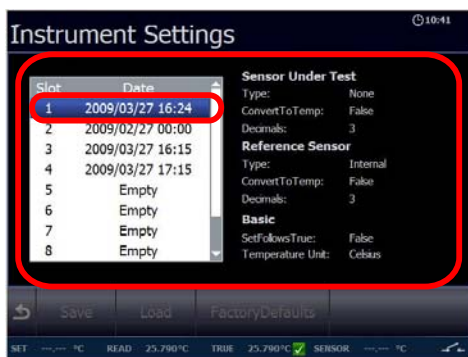 10:41
Instrument Settings
Slot Date
1 2009/03/27 16:24
2 2009/02/27 00:00
3 2009/03/27 16:15
4 2009/03/27 17:15
5 Empty
6 Empty
7 Empty
8 Empty
Sensor Under Test
Type: None
ConvertToTemp: False
Decimals: 3
Reference Sensor
Type: Internal
ConvertToTemp: False
Decimals: 3
Basic
SetFollowsTrue: False
Temperature Unit: Celsius
Save Load FactoryDefaults
SET ---,--- °C READ 25.790°C TRUE 25.790°C SENSOR ---,--- °C